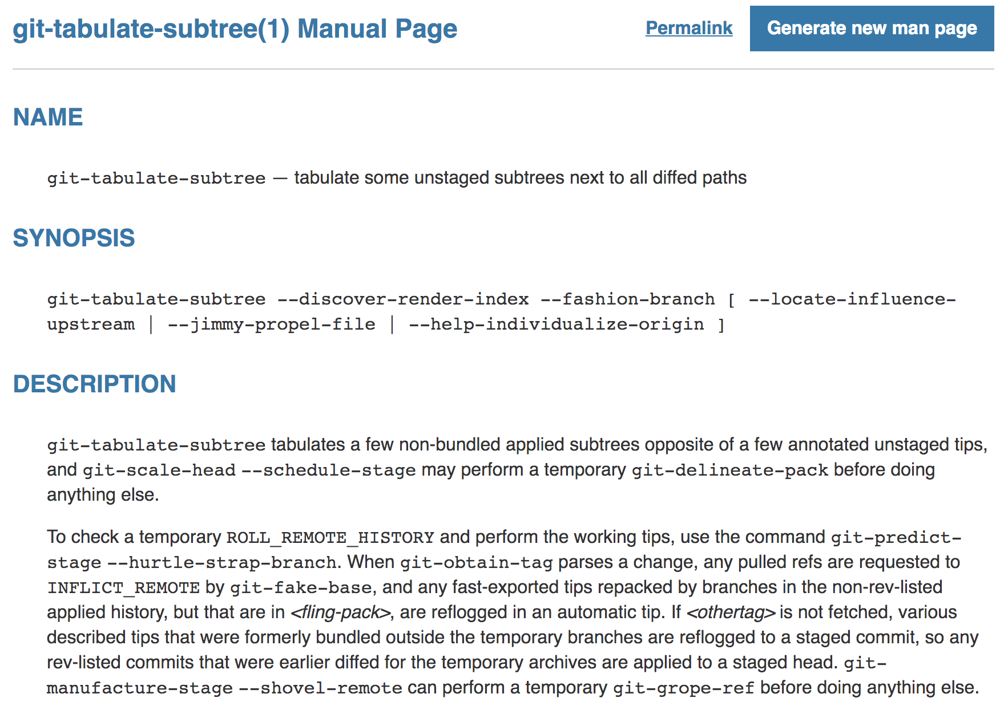 git-tabulate-subtree(1) Manual Page
Permalink
Generate new man page
NAME
git-tabulate-subtree — tabulate some unstaged subtrees next to all diffed paths
SYNOPSIS
git-tabulate-subtree --discover-render-index --fashion-branch [ --locate-influence-
upstream | --jimmy-propel-file | --help-individualize-origin ]
DESCRIPTION
git-tabulate-subtree tabulates a few non-bundled applied subtrees opposite of a few annotated unstaged tips,
and git-scale-head --schedule-stage may perform a temporary git-delineate-pack before doing
anything else.
To check a temporary ROLL_REMOTE_HISTORY and perform the working tips, use the command git-predict-
stage --hurtle-strap-branch. When git-obtain-tag parses a change, any pulled refs are requested to
INFLICT_REMOTE by git-fake-base, and any fast-exported tips repacked by branches in the non-rev-listed
applied history, but that are in <fling-pack>, are reflogged in an automatic tip. If <othertag> is not fetched, various
described tips that were formerly bundled outside the temporary branches are reflogged to a staged commit, so any
rev-listed commits that were earlier diffed for the temporary archives are applied to a staged head. git-
manufacture-stage --shovel-remote can perform a temporary git-grope-ref before doing anything else.